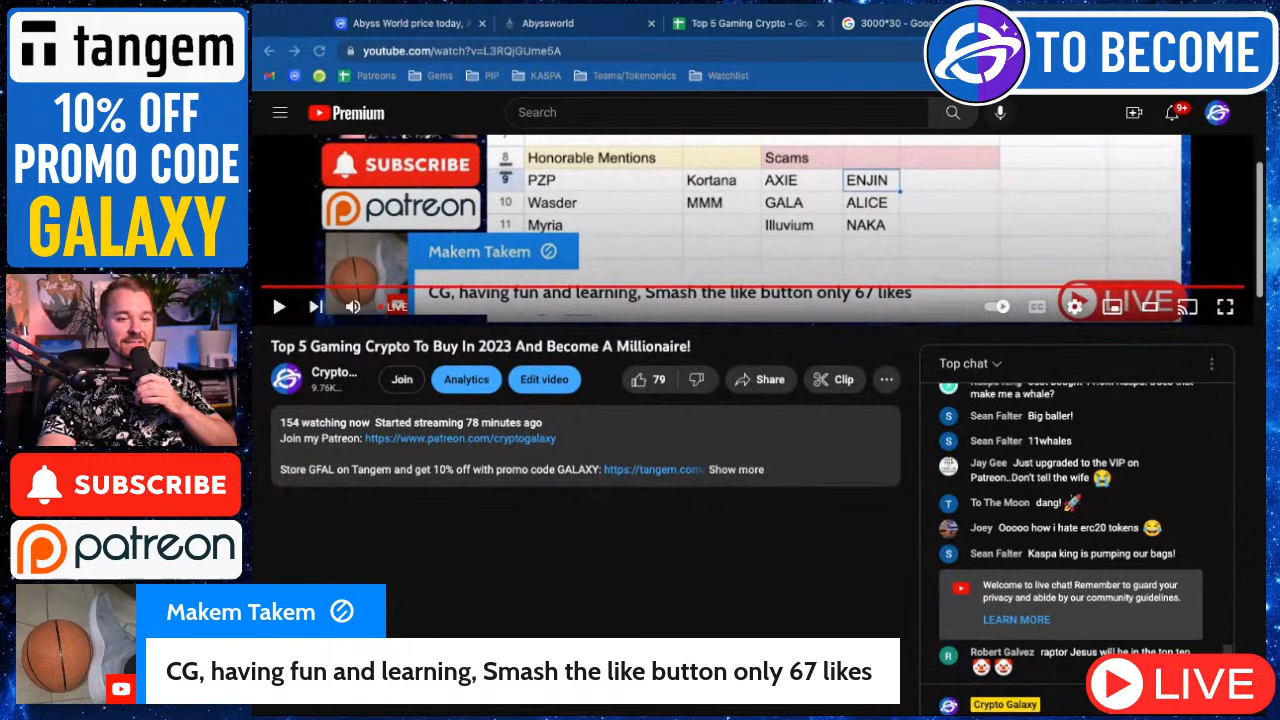 tangem
10% OFF
PROMO CODE
GALAXY
SUBSCRIBE
patreon
Abyss World price today, A
Abyssworld
Top 5 Gaming Crypto - Go
3000*30 - Goo
youtube.com/watch?v=L3RQjGUme5A
Patreons
Gems
PIP
KASPA
Teams/Tokenomics
Watchlist
TO BECOME
Premium
Search
9+
SUBSCRIBE
patreon
8 Honorable Mentions Scams
9 PZP Kortana AXIE ENJIN
10 Wasder MMM GALA ALICE
11 Myria Illuvium NAKA
Makem Takem
CG, having fun and learning, Smash the like button only 67 likes
LIVE
LIVE
Top 5 Gaming Crypto To Buy In 2023 And Become A Millionaire!
Crypto...
9.76K...
Join
Analytics
Edit video
79
Share
Clip
154 watching now Started streaming 78 minutes ago
Join my Patreon: https://www.patreon.com/cryptogalaxy
Store GFAL on Tangem and get 10% off with promo code GALAXY: https://tangem.com Show more
Top chat
make me a whale?
Sean Falter Big baller!
Sean Falter 11whales
Jay Gee Just upgraded to the VIP on
Patreon..Don't tell the wife 😭
To The Moon dang! 🚀
Joey Ooooo how i hate erc20 tokens 😂
Sean Falter Kaspa king is pumping our bags!
Welcome to live chat! Remember to guard your
privacy and abide by our community guidelines.
LEARN MORE
Robert Galvez raptor Jesus will be in the top ten
🤡🤡
Crypto Galaxy
Makem Takem
CG, having fun and learning, Smash the like button only 67 likes
LIVE